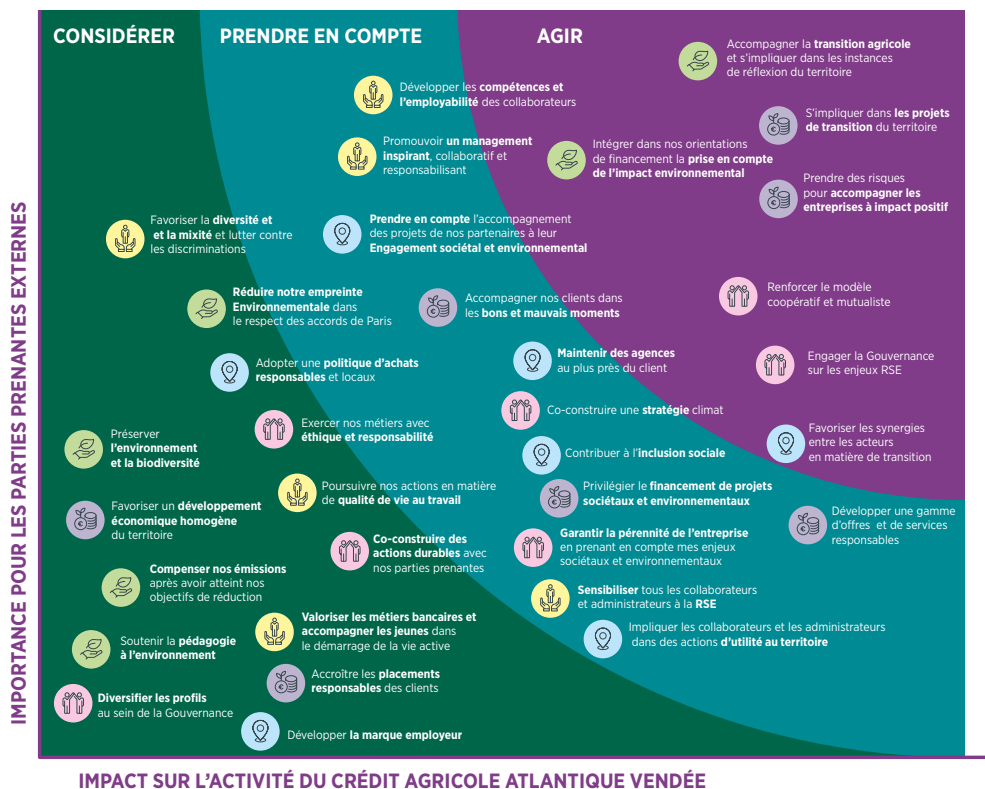 CONSIDÉRER
PRENDRE EN COMPTE
AGIR
Accompagner la transition agricole
et s'impliquer dans les instances
de réflexion du territoire
Développer les compétences et
l'employabilité des collaborateurs
S'impliquer dans les projets
de transition du territoire
Promouvoir un management
inspirant, collaboratif et
responsabilisant
Intégrer dans nos orientations
de financement la prise en compte
de l'impact environnemental
Prendre des risques
pour accompagner les
entreprises à impact positif
Favoriser la diversité et
et la mixité et lutter contre
les discriminations
Prendre en compte l'accompagnement
des projets de nos partenaires à leur
Engagement sociétal et environnemental
Réduire notre empreinte
Environnementale dans
le respect des accords de Paris
Accompagner nos clients dans
les bons et mauvais moments
Renforcer le modèle
coopératif et mutualiste
Adopter une politique d'achats
responsables et locaux
Maintenir des agences
au plus près du client
Engager la Gouvernance
sur les enjeux RSE
Co-construire une stratégie climat
Exercer nos métiers avec
éthique et responsabilité
Préserver
l'environnement
et la biodiversité
Contribuer à l'inclusion sociale
Favoriser les synergies
entre les acteurs
en matière de transition
Poursuivre nos actions en matière
de qualité de vie au travail
Privilégier le financement de projets
sociétaux et environnementaux
Favoriser un développement
économique homogène
du territoire
Développer une gamme
d'offres et de services
responsables
Co-construire des
actions durables avec
nos parties prenantes
Garantir la pérennité de l'entreprise
en prenant en compte mes enjeux
sociétaux et environnementaux
Compenser nos émissions
après avoir atteint nos
objectifs de réduction
Sensibiliser tous les collaborateurs
et administrateurs à la RSE
Valoriser les métiers bancaires et
accompagner les jeunes dans
le démarrage de la vie active
Impliquer les collaborateurs et les administrateurs
dans des actions d'utilité au territoire
Soutenir la pédagogie
à l'environnement
Accroître les placements
responsables des clients
Diversifier les profils
au sein de la Gouvernance
Développer la marque employeur
IMPORTANCE POUR LES PARTIES PRENANTES EXTERNES
IMPACT SUR L'ACTIVITÉ DU CRÉDIT AGRICOLE ATLANTIQUE VENDÉE